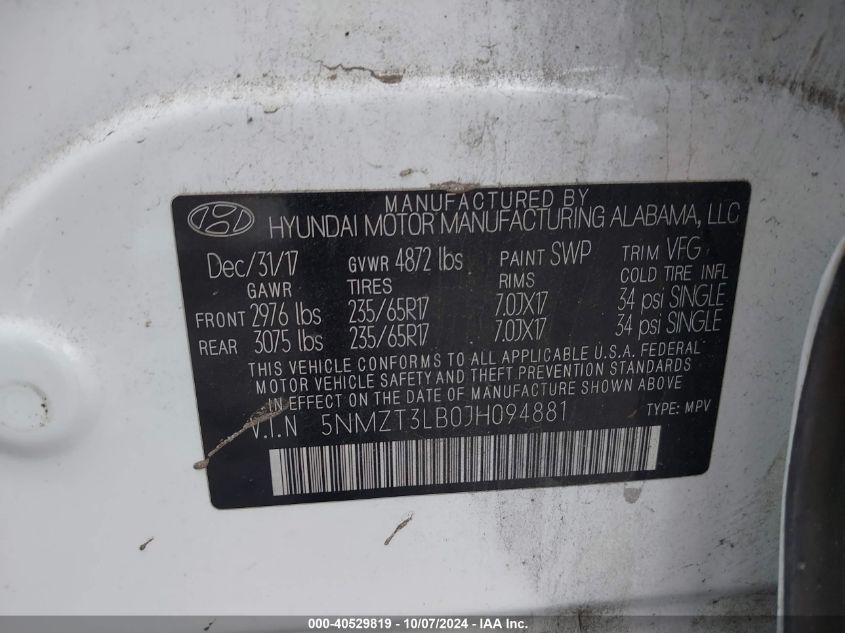 MANUFACTURED BY
HYUNDAI MOTOR MANUFACTURING ALABAMA, LLC
Dec/31/17 GVWR 4872 lbs PAINT SWP TRIM VFG
GAWR TIRES RIMS COLD TIRE INFL
FRONT 2976 lbs 235/65R17 7.0JX17 34 psi SINGLE
REAR 3075 lbs 235/65R17 7.0JX17 34 psi SINGLE
THIS VEHICLE CONFORMS TO ALL APPLICABLE U.S.A. FEDERAL
MOTOR VEHICLE SAFETY AND THEFT PREVENTION STANDARDS
IN EFFECT ON THE DATE OF MANUFACTURE SHOWN ABOVE
V.I.N 5NMZT3LB0JH094881 TYPE: MPV
000-40529819 - 10/07/2024 - IAA Inc.